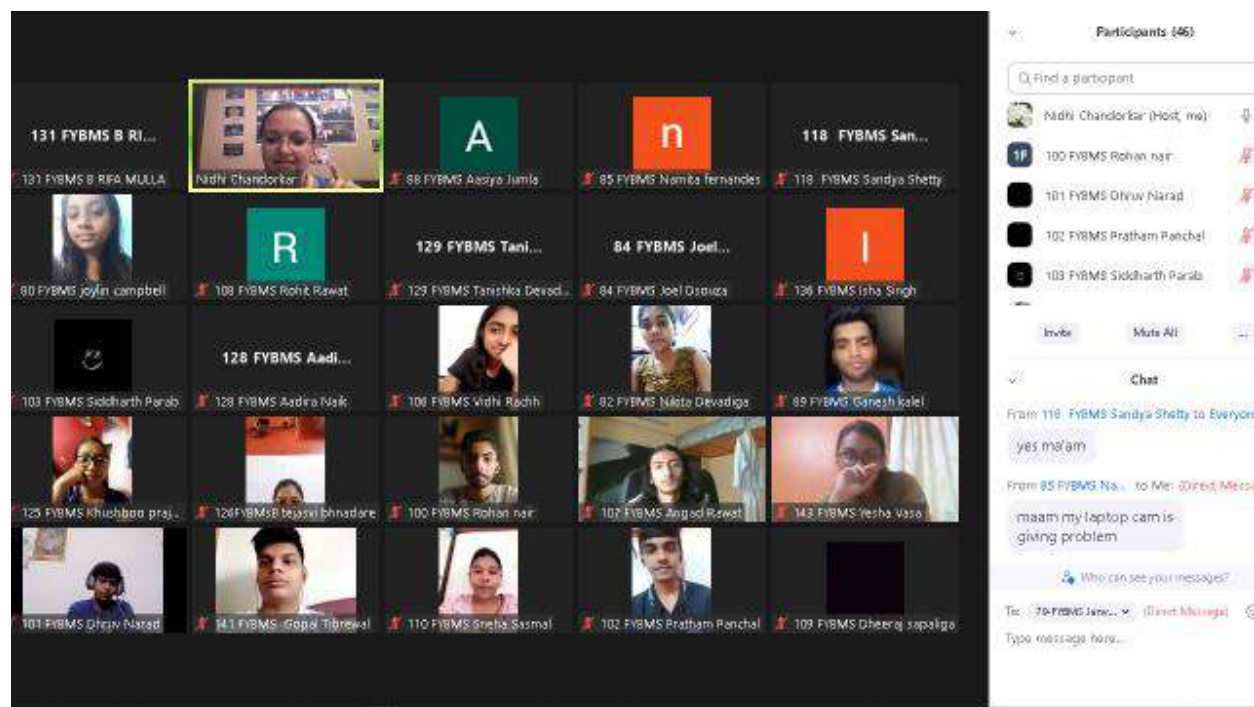 131 FYBMS B RI...
131 FYBMS B RIFA MULLA
Nidhi Chandorkar
A
88 FYBMS Aasiya Jumla
n
85 FYBMS Namita fernandes
118 FYBMS San...
118 FYBMS Sandya Shetty
80 FYBMS joylin campbell
R
108 FYBMS Rohit Rawat
129 FYBMS Tani...
129 FYBMS Tanishka Devad...
84 FYBMS Joel...
84 FYBMS Joel Dsouza
I
136 FYBMS Isha Singh
103 FYBMS Siddharth Parab
128 FYBMS Aadi...
128 FYBMS Aadira Naik
106 FYBMS Vidhi Rachh
82 FYBMS Nikita Devadiga
89 FYBMS Ganesh kalel
125 FYBMS Khushboo praj...
126FYBMSB tejasvi bhnadare
100 FYBMS Rohan nair
107 FYBMS Angad Rawat
143 FYBMS Yesha Vasa
101 FYBMS Dhruv Narad
141 FYBMS Gopal Tibrewal
110 FYBMS Sneha Sasmal
102 FYBMS Pratham Panchal
109 FYBMS Dheeraj sapaliga
Participants (46)
Find a participant
Nidhi Chandorkar (Host, me)
1F
100 FYBMS Rohan nair
101 FYBMS Dhruv Narad
102 FYBMS Pratham Panchal
103 FYBMS Siddharth Parab
Invite
Mute All
...
Chat
From 118 FYBMS Sandya Shetty to Everyon
yes ma'am
From 85 FYBMS Na... to Me: (Direct Messa
maam my laptop cam is
giving problem
Who can see your messages?
To: (Direct Message)
Type message here...